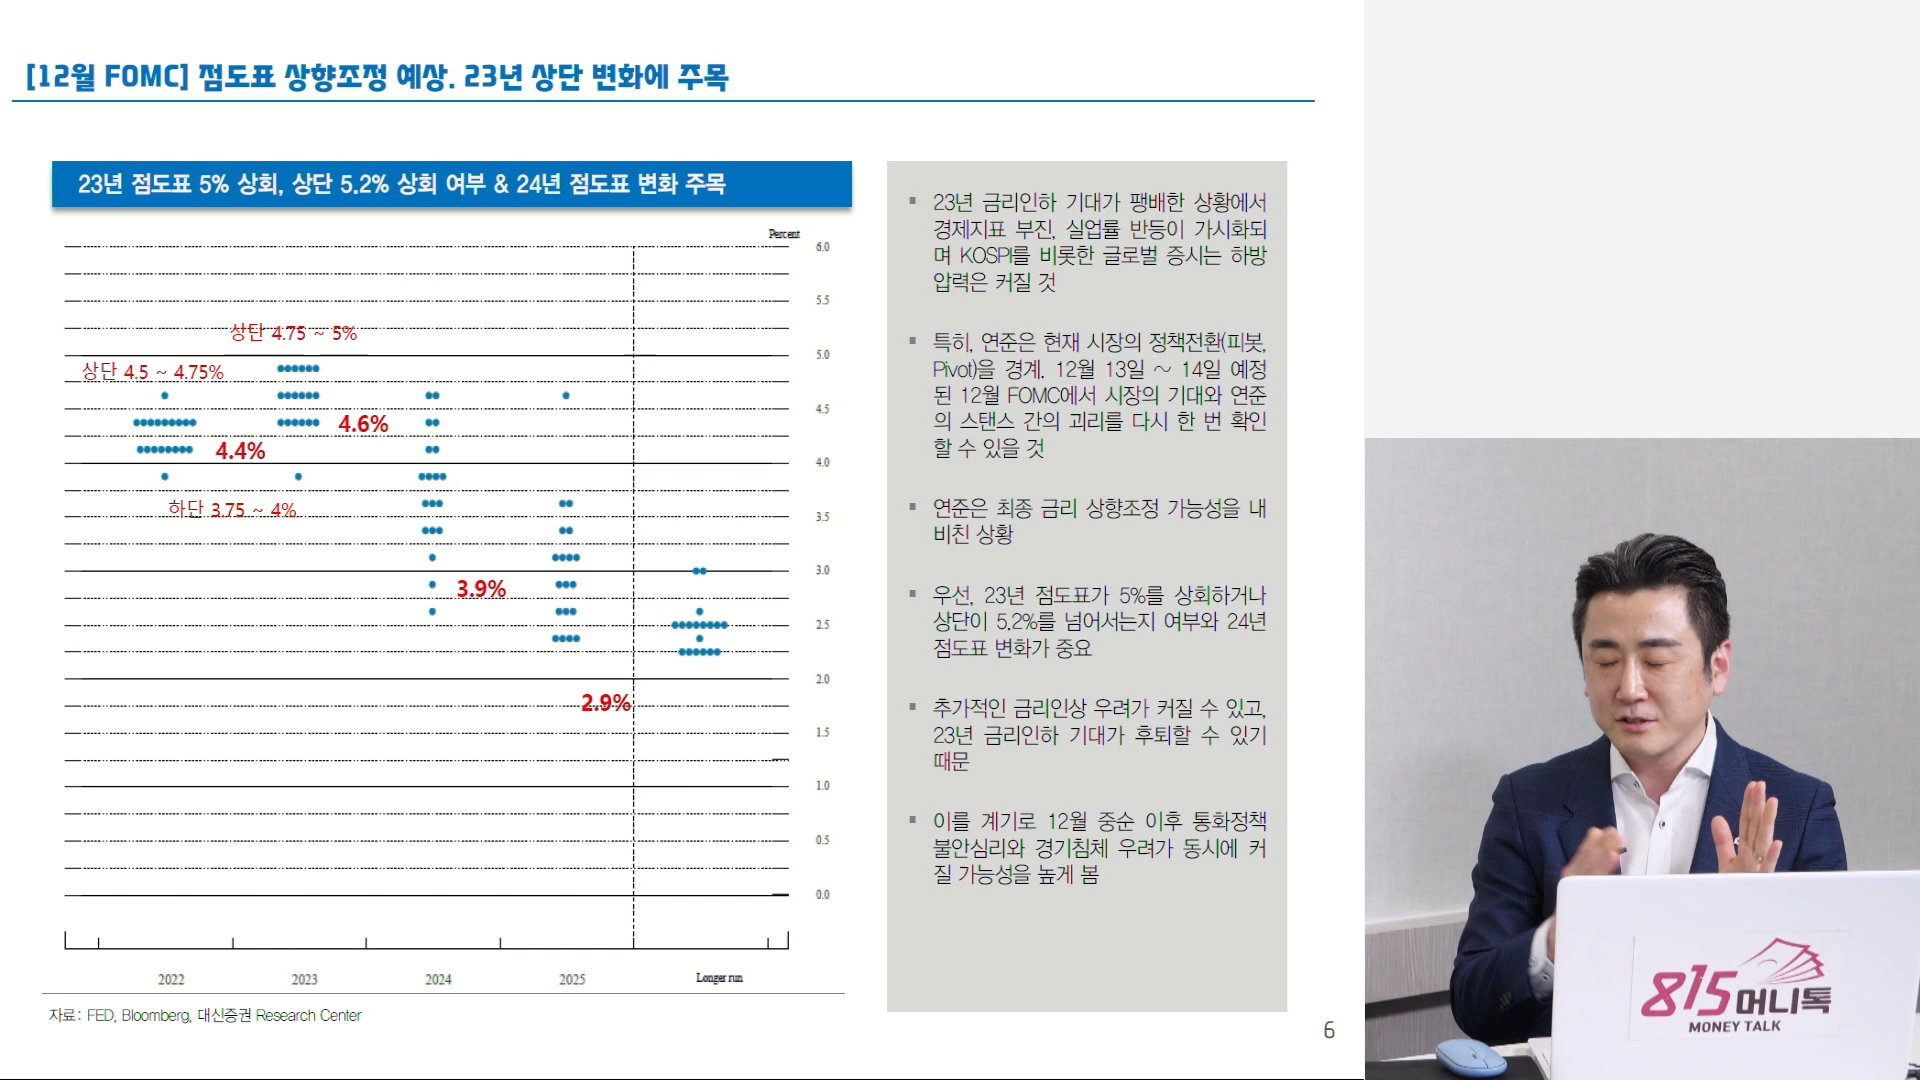 [12월 FOMC] 점도표 상향조정 예상. 23년 상단 변화에 주목
23년 점도표 5% 상회, 상단 5.2% 상회 여부 & 24년 점도표 변화 주목
Percent
6.0
5.5
상단 4.75 ~ 5%
5.0
상단 4.5 ~ 4.75%
4.5
4.6%
4.4%
4.0
하단 3.75 ~ 4%
3.5
3.0
3.9%
2.5
2.0
2.9%
1.5
1.0
0.5
0.0
2022 2023 2024 2025 Longer run
자료: FED, Bloomberg, 대신증권 Research Center
23년 금리인하 기대가 팽배한 상황에서
경제지표 부진, 실업률 반등이 가시화되
며 KOSPI를 비롯한 글로벌 증시는 하방
압력은 커질 것
특히, 연준은 현재 시장의 정책전환(피봇,
Pivot)을 경계. 12월 13일 ~ 14일 예정
된 12월 FOMC에서 시장의 기대와 연준
의 스탠스 간의 괴리를 다시 한 번 확인
할 수 있을 것
연준은 최종 금리 상향조정 가능성을 내
비친 상황
우선, 23년 점도표가 5%를 상회하거나
상단이 5.2%를 넘어서는지 여부와 24년
점도표 변화가 중요
추가적인 금리인상 우려가 커질 수 있고,
23년 금리인하 기대가 후퇴할 수 있기
때문
이를 계기로 12월 중순 이후 통화정책
불안심리와 경기침체 우려가 동시에 커
질 가능성을 높게 봄
6
815머니톡
MONEY TALK